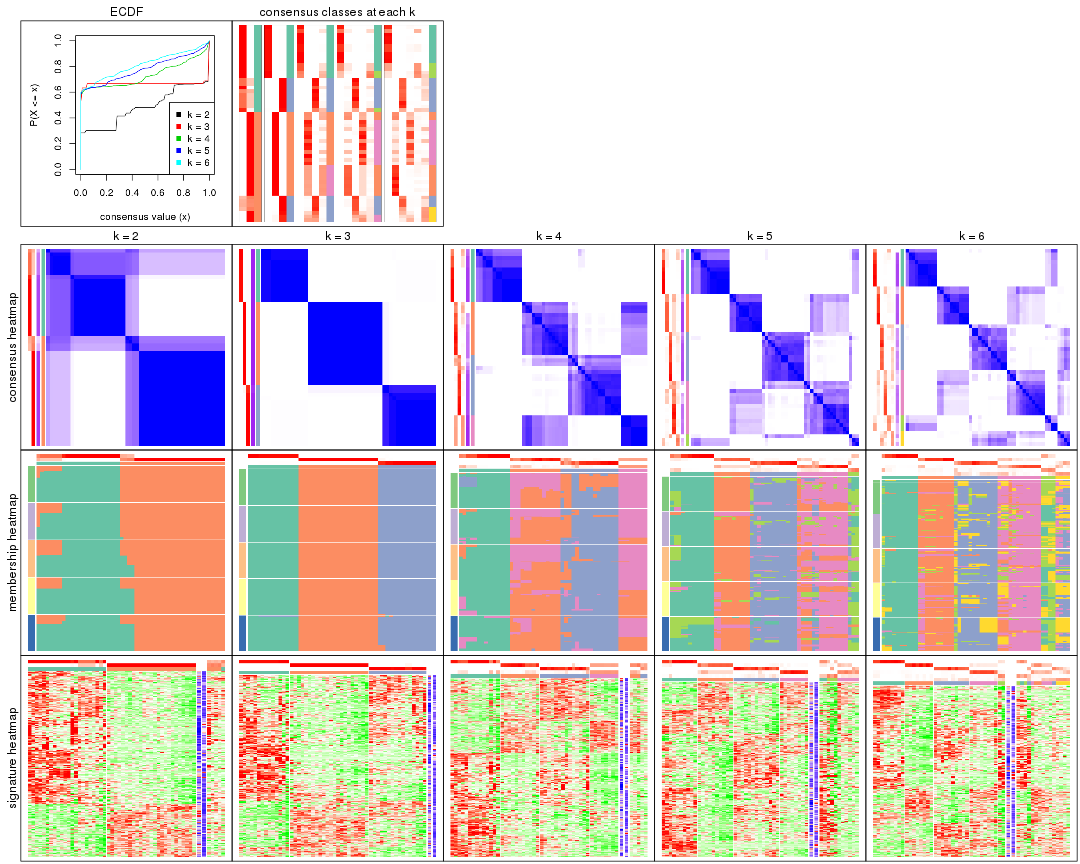 ECDF
consensus classes at each k
P(X <= x)
0.0 0.2 0.4 0.6 0.8 1.0
k = 2
k = 3
k = 4
k = 5
k = 6
0.0 0.2 0.4 0.6 0.8 1.0
consensus value (x)
k = 2
k = 3
k = 4
k = 5
k = 6
consensus heatmap
membership heatmap
signature heatmap